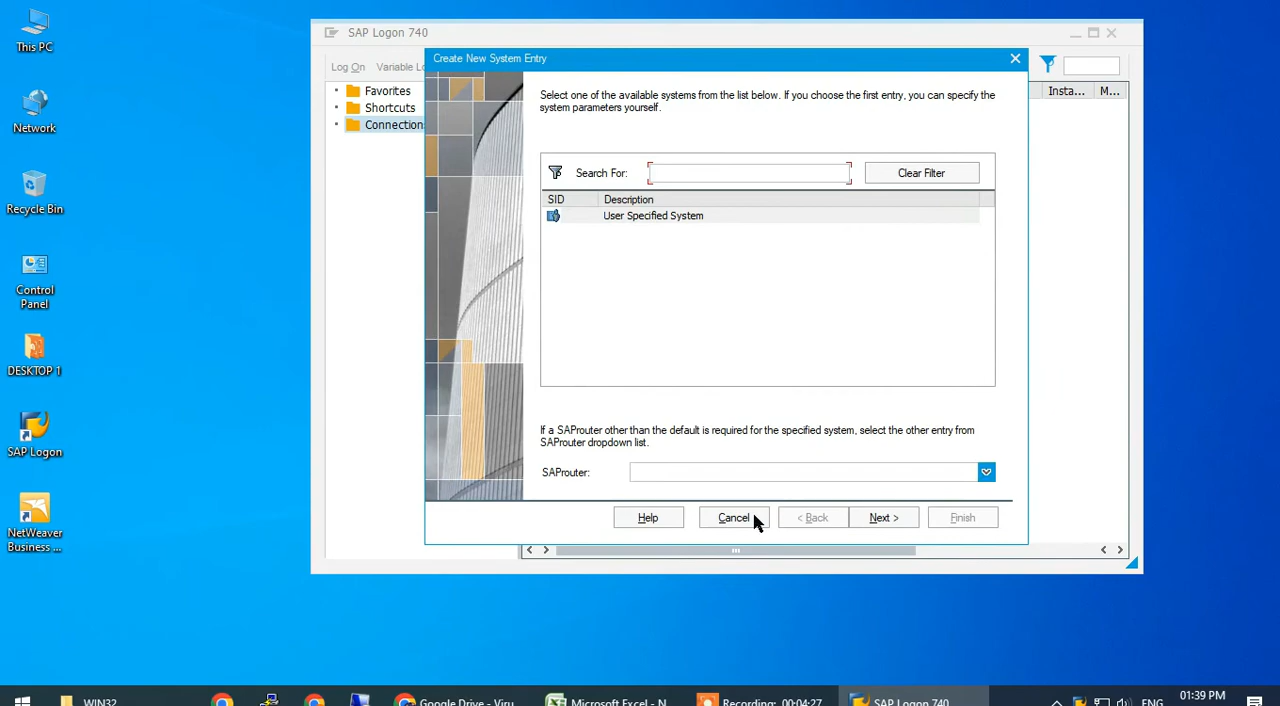 This PC
Network
Recycle Bin
Control
Panel
DESKTOP 1
SAP Logon
NetWeaver
Business ...
SAP Logon 740
Log On
Variable Lo
Favorites
Shortcuts
Connection
Insta...
M...
Create New System Entry
Select one of the available systems from the list below. If you choose the first entry, you can specify the
system parameters yourself.
Search For:
Clear Filter
SID
Description
User Specified System
If a SAProuter other than the default is required for the specified system, select the other entry from
SAProuter dropdown list.
SAProuter:
Help
Cancel
< Back
Next >
Finish
WIN32
Google Drive - Viru
Microsoft Excel - N
Recording: 00:04:27
SAP Logon 740
ENG
01:39 PM